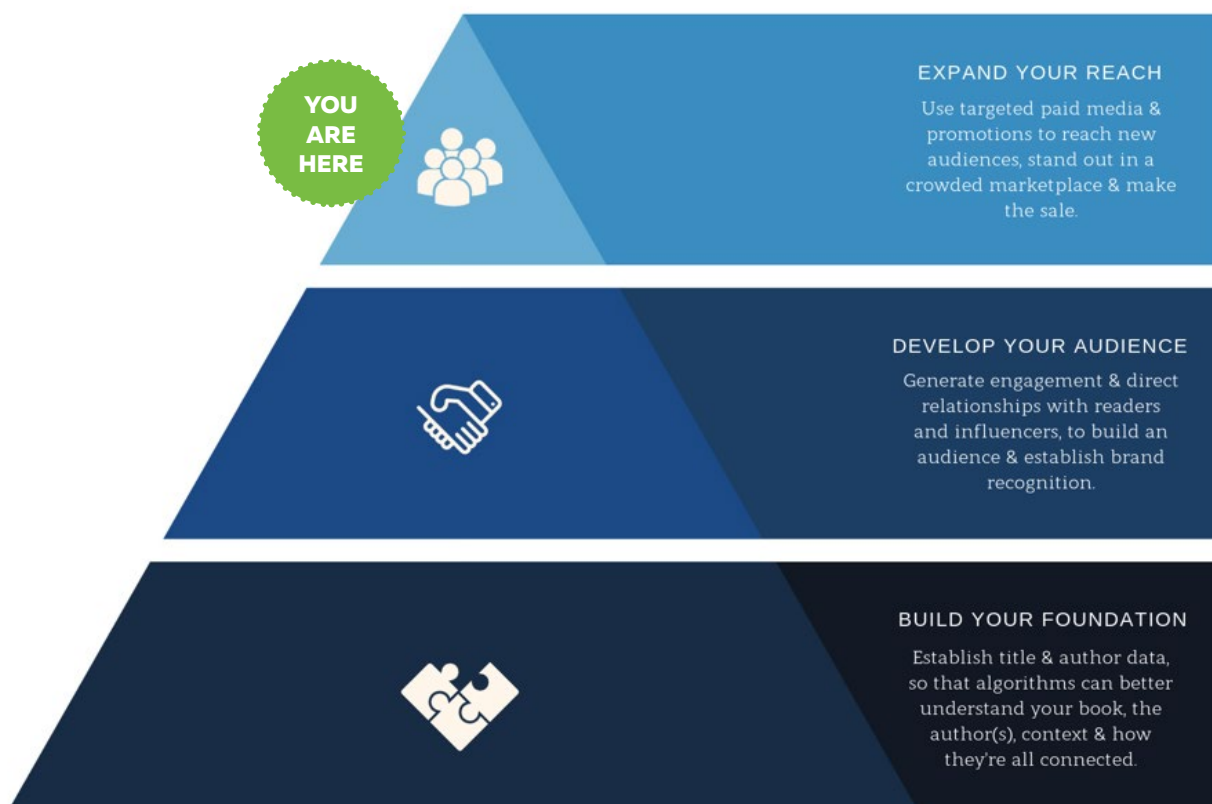 YOU
ARE
HERE
EXPAND YOUR REACH
Use targeted paid media &
promotions to reach new
audiences, stand out in a
crowded marketplace & make
the sale.
DEVELOP YOUR AUDIENCE
Generate engagement & direct
relationships with readers
and influencers, to build an
audience & establish brand
recognition.
BUILD YOUR FOUNDATION
Establish title & author data,
so that algorithms can better
understand your book, the
author(s), context & how
they're all connected.